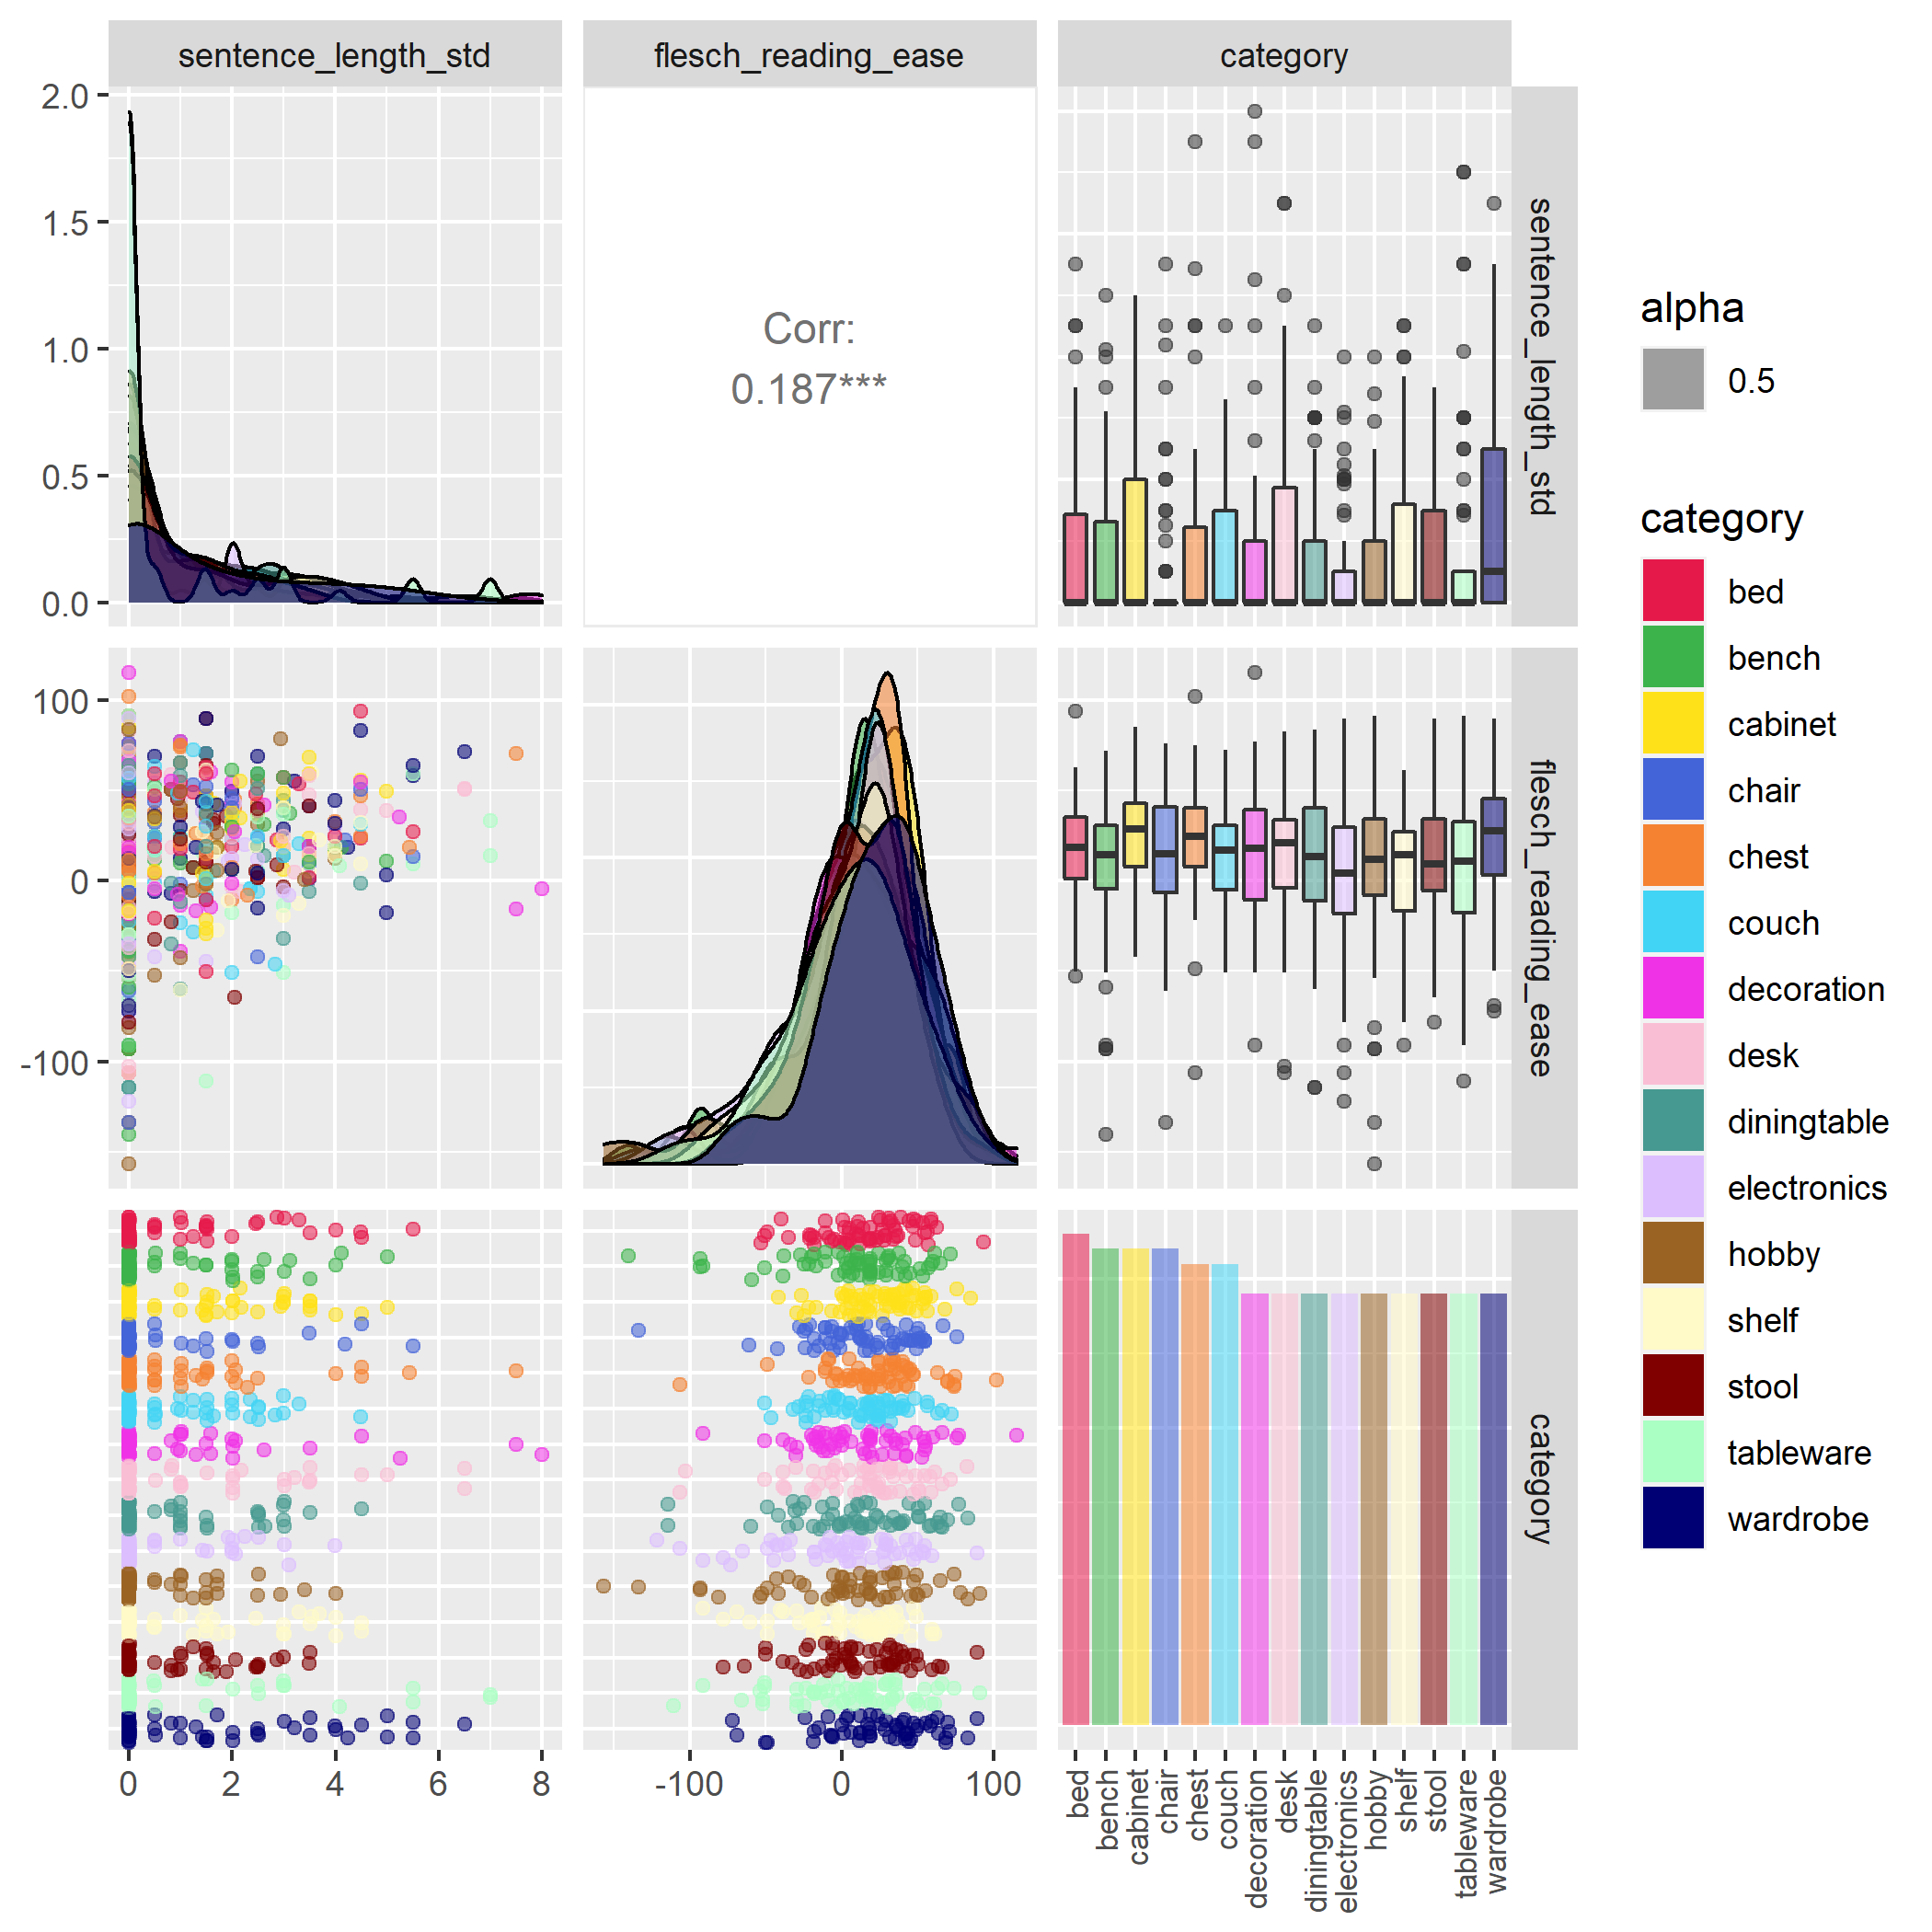 sentence_length_std
flesch_reading_ease
category
2.0
1.5
1.0
0.5
0.0
Corr:
0.187***
sentence_length_std
100
0
-100
flesch_reading_ease
category
0
2
4
6
8
-100
0
100
bed
bench
cabinet
chair
chest
couch
decoration
desk
diningtable
electronics
hobby
shelf
stool
tableware
wardrobe
alpha
0.5
category
bed
bench
cabinet
chair
chest
couch
decoration
desk
diningtable
electronics
hobby
shelf
stool
tableware
wardrobe